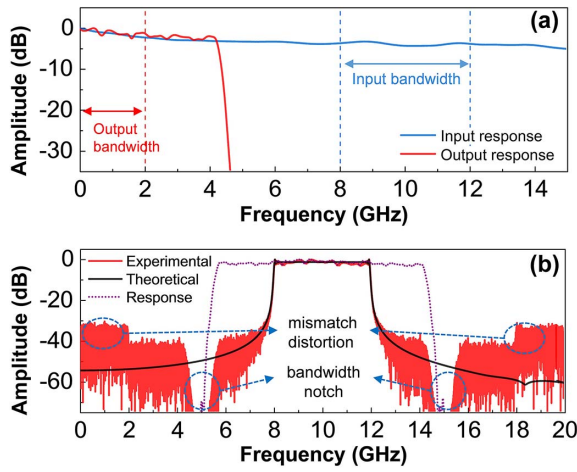 (a)
0
-10
-20
-30
Amplitude (dB)
Output
bandwidth
Input bandwidth
Input response
Output response
0 2 4 6 8 10 12 14
Frequency (GHz)
(b)
0
-20
-40
-60
Amplitude (dB)
Experimental
Theoretical
Response
mismatch
distortion
bandwidth
notch
0 2 4 6 8 10 12 14 16 18 20
Frequency (GHz)